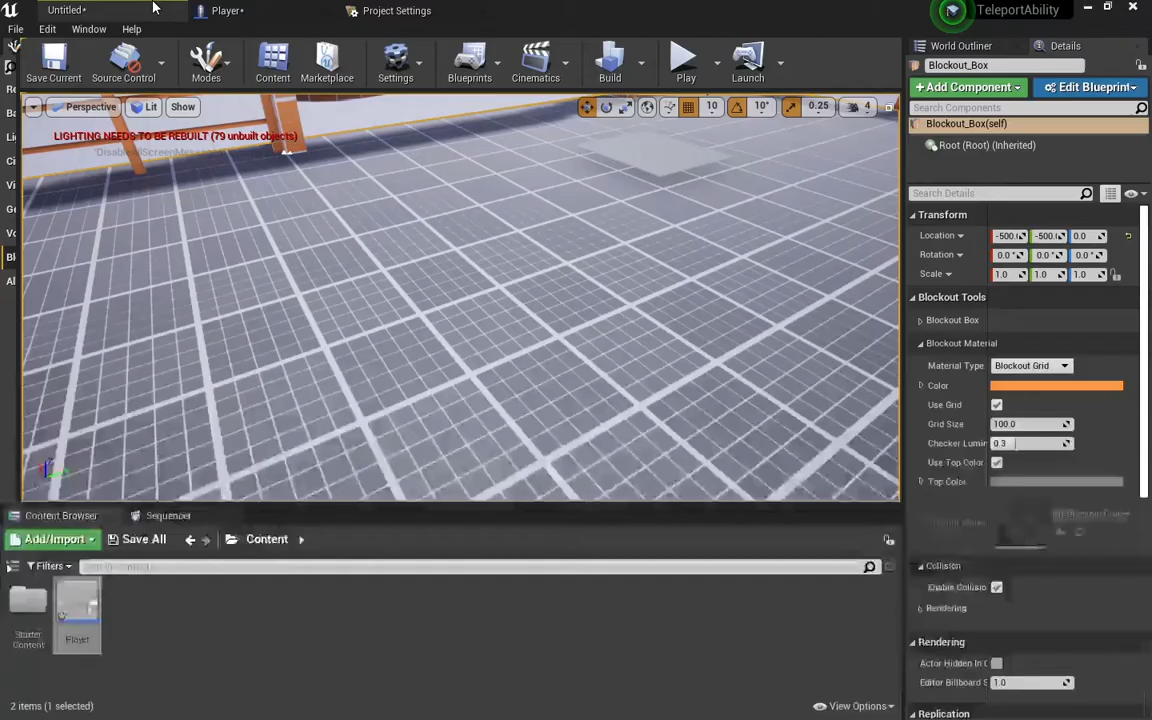 Untitled*
Player*
Project Settings
TeleportAbility
File Edit Window Help
World Outliner
Details
Blockout_Box
Save Current
Source Control
Modes
Content
Marketplace
Settings
Blueprints
Cinematics
Build
Play
Launch
+Add Component
Edit Blueprint
Search Components
Perspective
Lit
Show
10
10°
0.25
4
Blockout_Box(self)
LIGHTING NEEDS TO BE REBUILT (79 unbuilt objects)
Root (Root) (Inherited)
Search Details
Transform
Location
-500.
-500.
0.0
Rotation
0.0 °
0.0 °
0.0 °
Scale
1.0
1.0
1.0
Blockout Tools
Blockout Box
Blockout Material
Material Type
Blockout Grid
Color
Use Grid
Grid Size
100.0
Checker Lumin
0.3
Use Top Color
Top Color
Content Browser
Sequencer
Add/Import
Save All
Content
Filters
Collision
Enable Collisio
Rendering
Starter
Content
Player
Rendering
Actor Hidden In
Editor Billboard S
1.0
2 items (1 selected)
View Options
Replication